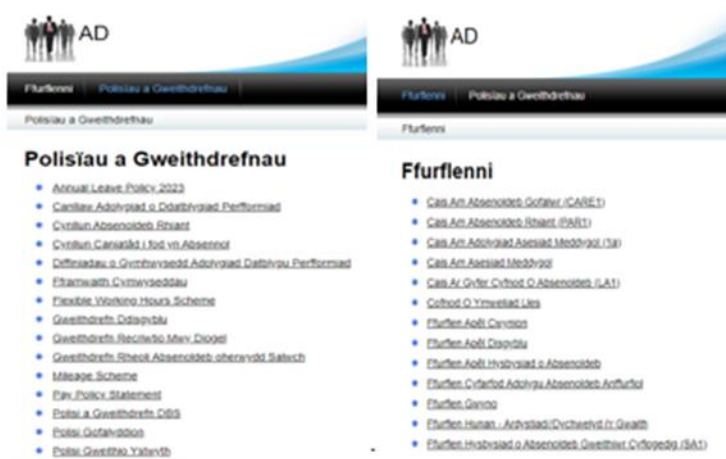 AD
Ffurflenni Polisïau a Gweithdrefnau
Polisïau a Gweithdrefnau
Polisïau a Gweithdrefnau
Annual Leave Policy 2023
Canllaw Adolygiad o Ddatblygiad Perfformiad
Cynllun Absenoldeb Rhiant
Cynllun Caniatâd i fod yn Absennol
Diffiniadau o Gymhwysedd Adolygiad Datblygu Perfformiad
Fframwaith Cymwyseddau
Flexible Working Hours Scheme
Gweithdrefn Ddisgyblu
Gweithdrefn Recriwtio Mwy Diogel
Gweithdrefn Rheoli Absenoldeb oherwydd Salwch
Mileage Scheme
Pay Policy Statement
Polisi a Gweithdrefn DBS
Polisi Gofalyddion
Polisi Gweithio Ystwyth
AD
Ffurflenni Polisïau a Gweithdrefnau
Ffurflenni
Ffurflenni
Cais Am Absenoldeb Gofalwr (CARE1)
Cais Am Absenoldeb Rhiant (PAR1)
Cais Am Adolygiad Asesiad Meddygol (1a)
Cais Am Asesiad Meddygol
Cais Ar Gyfer Cyfnod O Absenoldeb (LA1)
Cofnod O Ymweliad Lles
Ffurflen Apêl Cwynion
Ffurflen Apêl Disgyblu
Ffurflen Apêl Hysbysiad o Absenoldeb
Ffurflen Cyfarfod Adolygu Absenoldeb Anffurfiol
Ffurflen Gwyno
Ffurflen Hunan - Ardystiad/Dychwelyd i'r Gwaith
Ffurflen Hysbysiad o Absenoldeb Gweithiwr Cyflogedig (SA1)